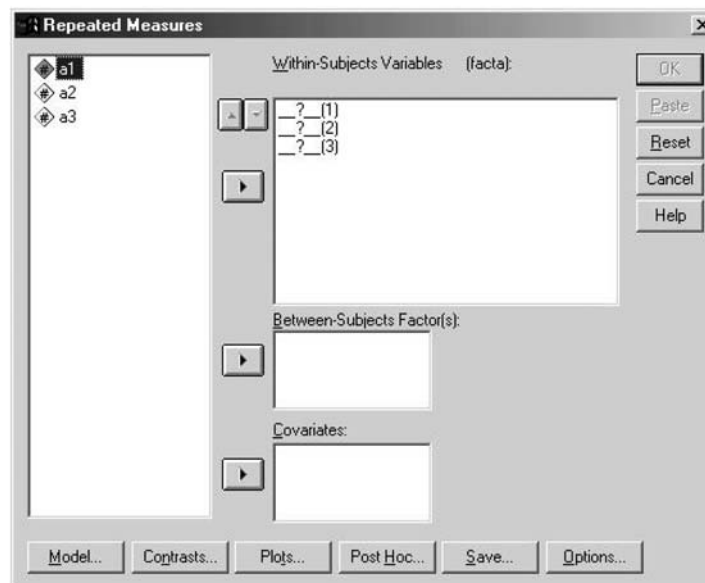 Repeated Measures
a1
a2
a3
Within-Subjects Variables (facta):
__?__(1)
__?__(2)
__?__(3)
OK
Paste
Reset
Cancel
Help
Between-Subjects Factor(s):
Covariates:
Model...
Contrasts...
Plots...
Post Hoc...
Save...
Options...